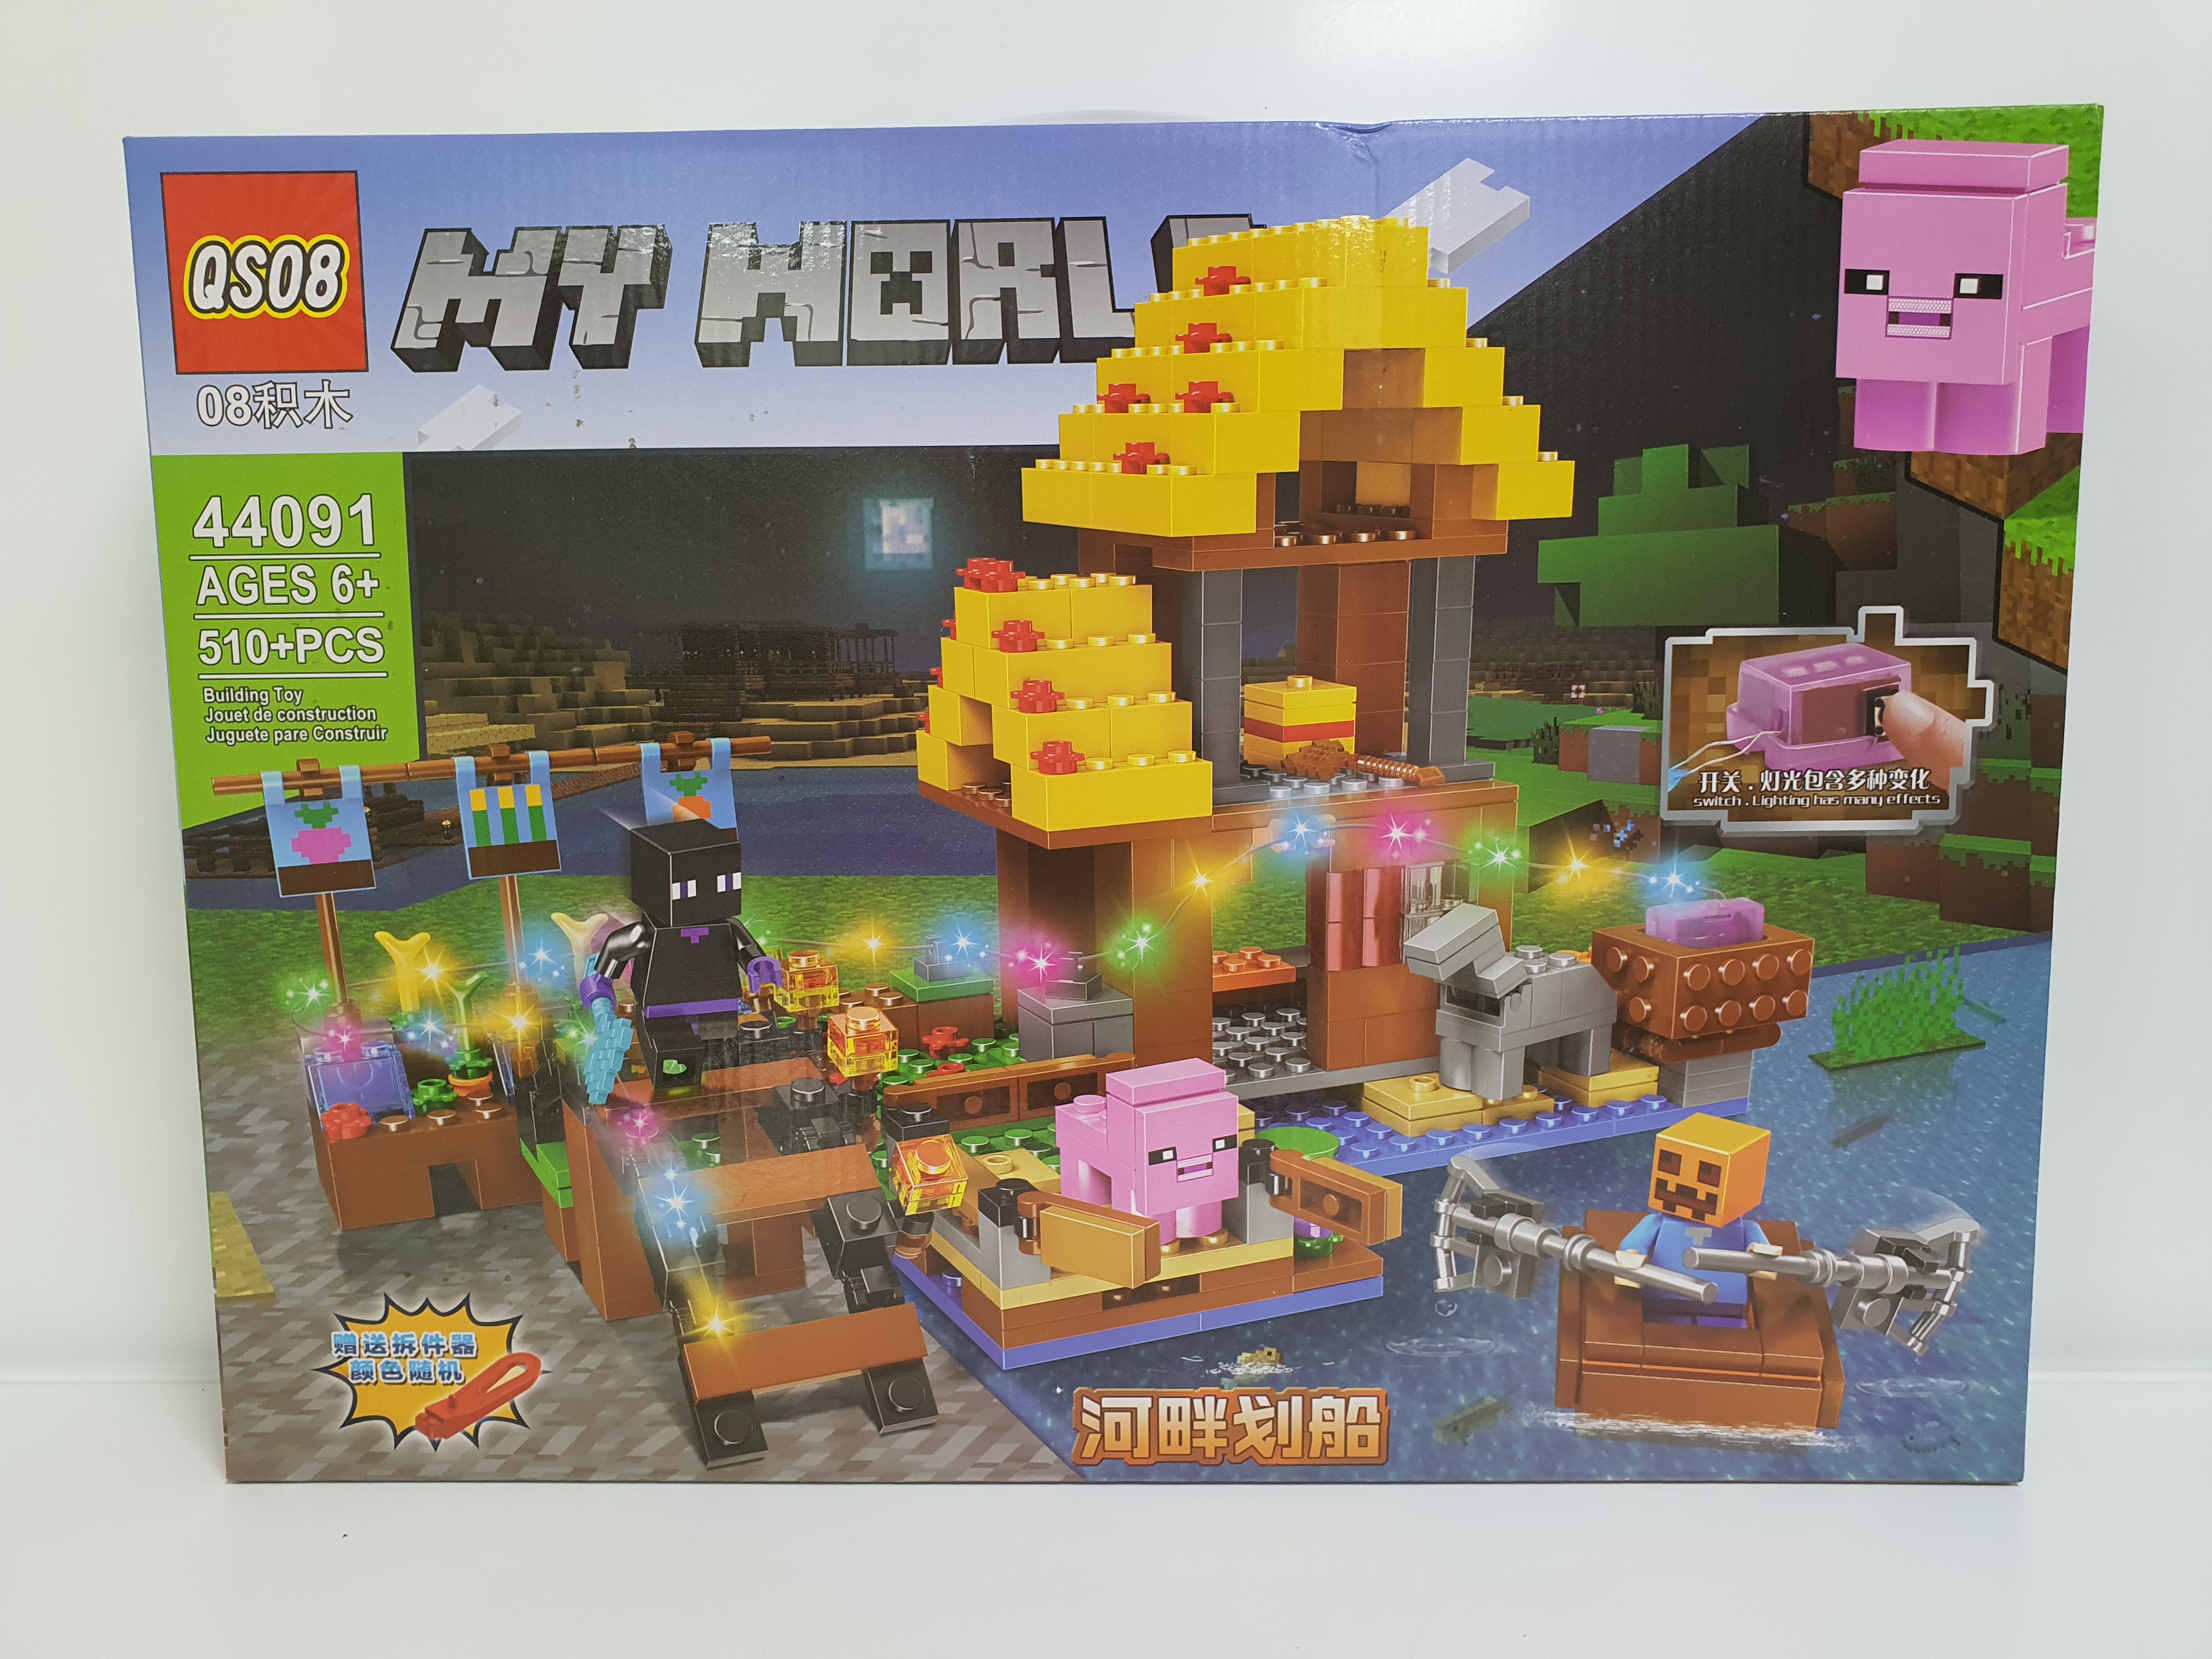 QS08
08积木
MY WORL
44091
AGES 6+
510+PCS
Building Toy
Jouet de construction
Juguete pare Construir
开关.灯光包含多种变化
switch . Lighting has many effects
赠送拆件器
颜色随机
河畔划船